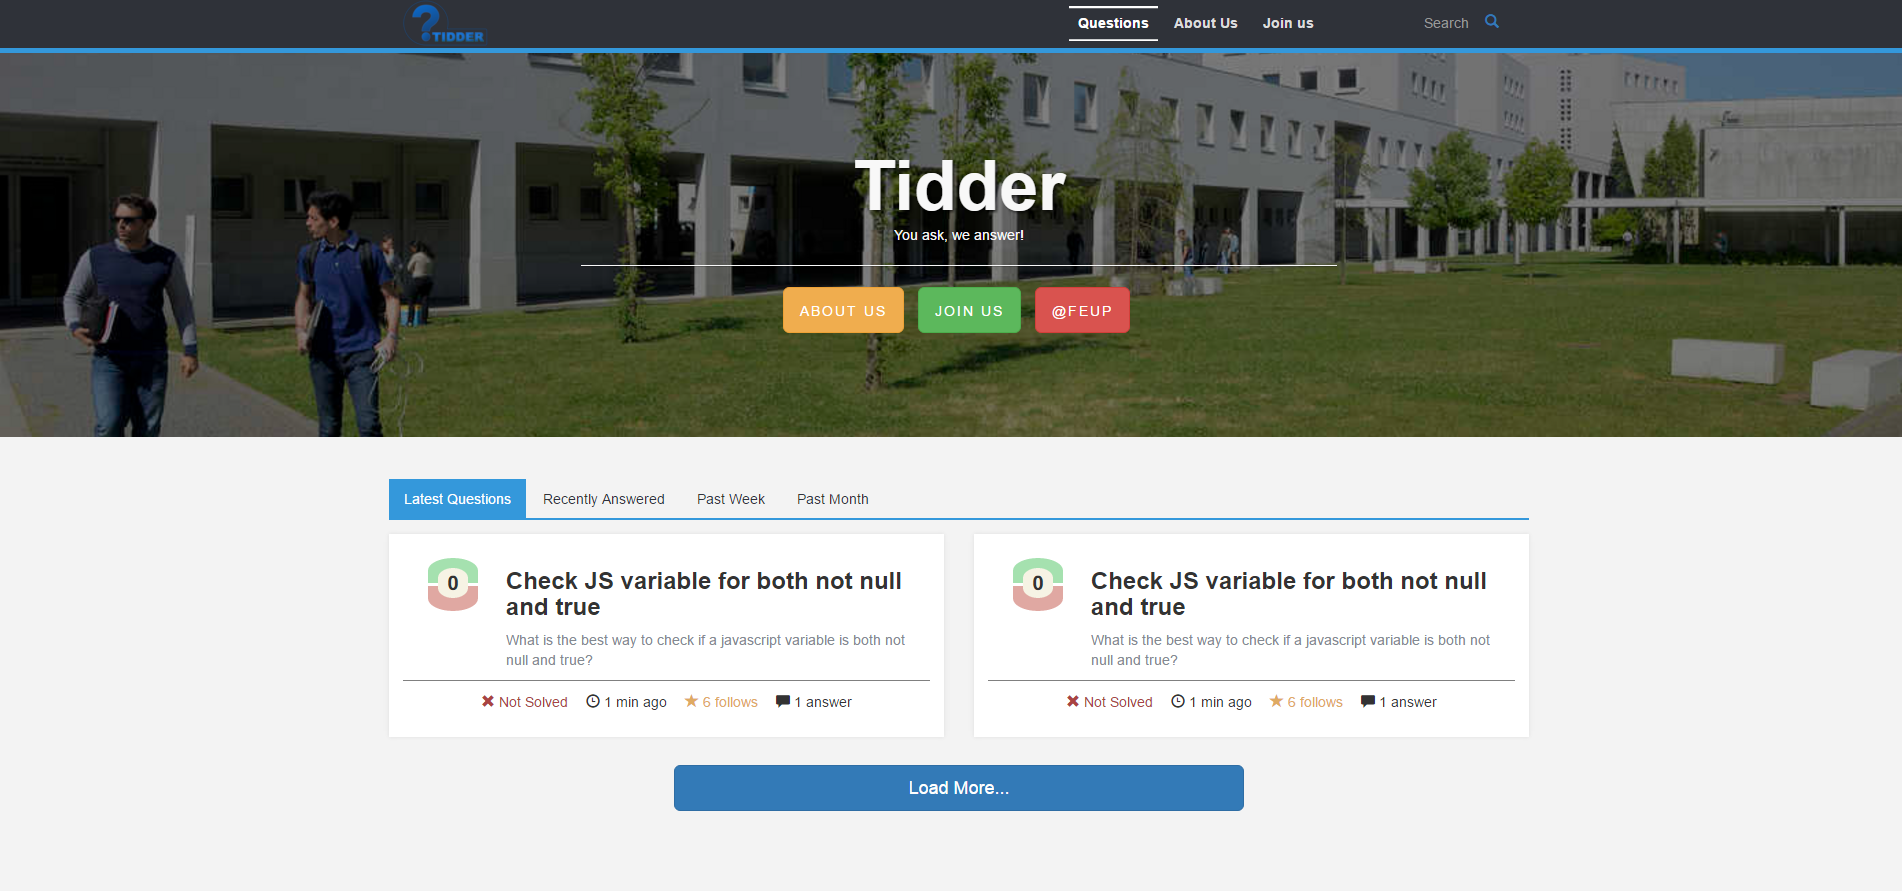 ?TIDDER
Questions
About Us
Join us
Search
Tidder
You ask, we answer!
ABOUT US
JOIN US
@FEUP
Latest Questions
Recently Answered
Past Week
Past Month
0
Check JS variable for both not null
and true
What is the best way to check if a javascript variable is both not
null and true?
Not Solved
1 min ago
6 follows
1 answer
0
Check JS variable for both not null
and true
What is the best way to check if a javascript variable is both not
null and true?
Not Solved
1 min ago
6 follows
1 answer
Load More...